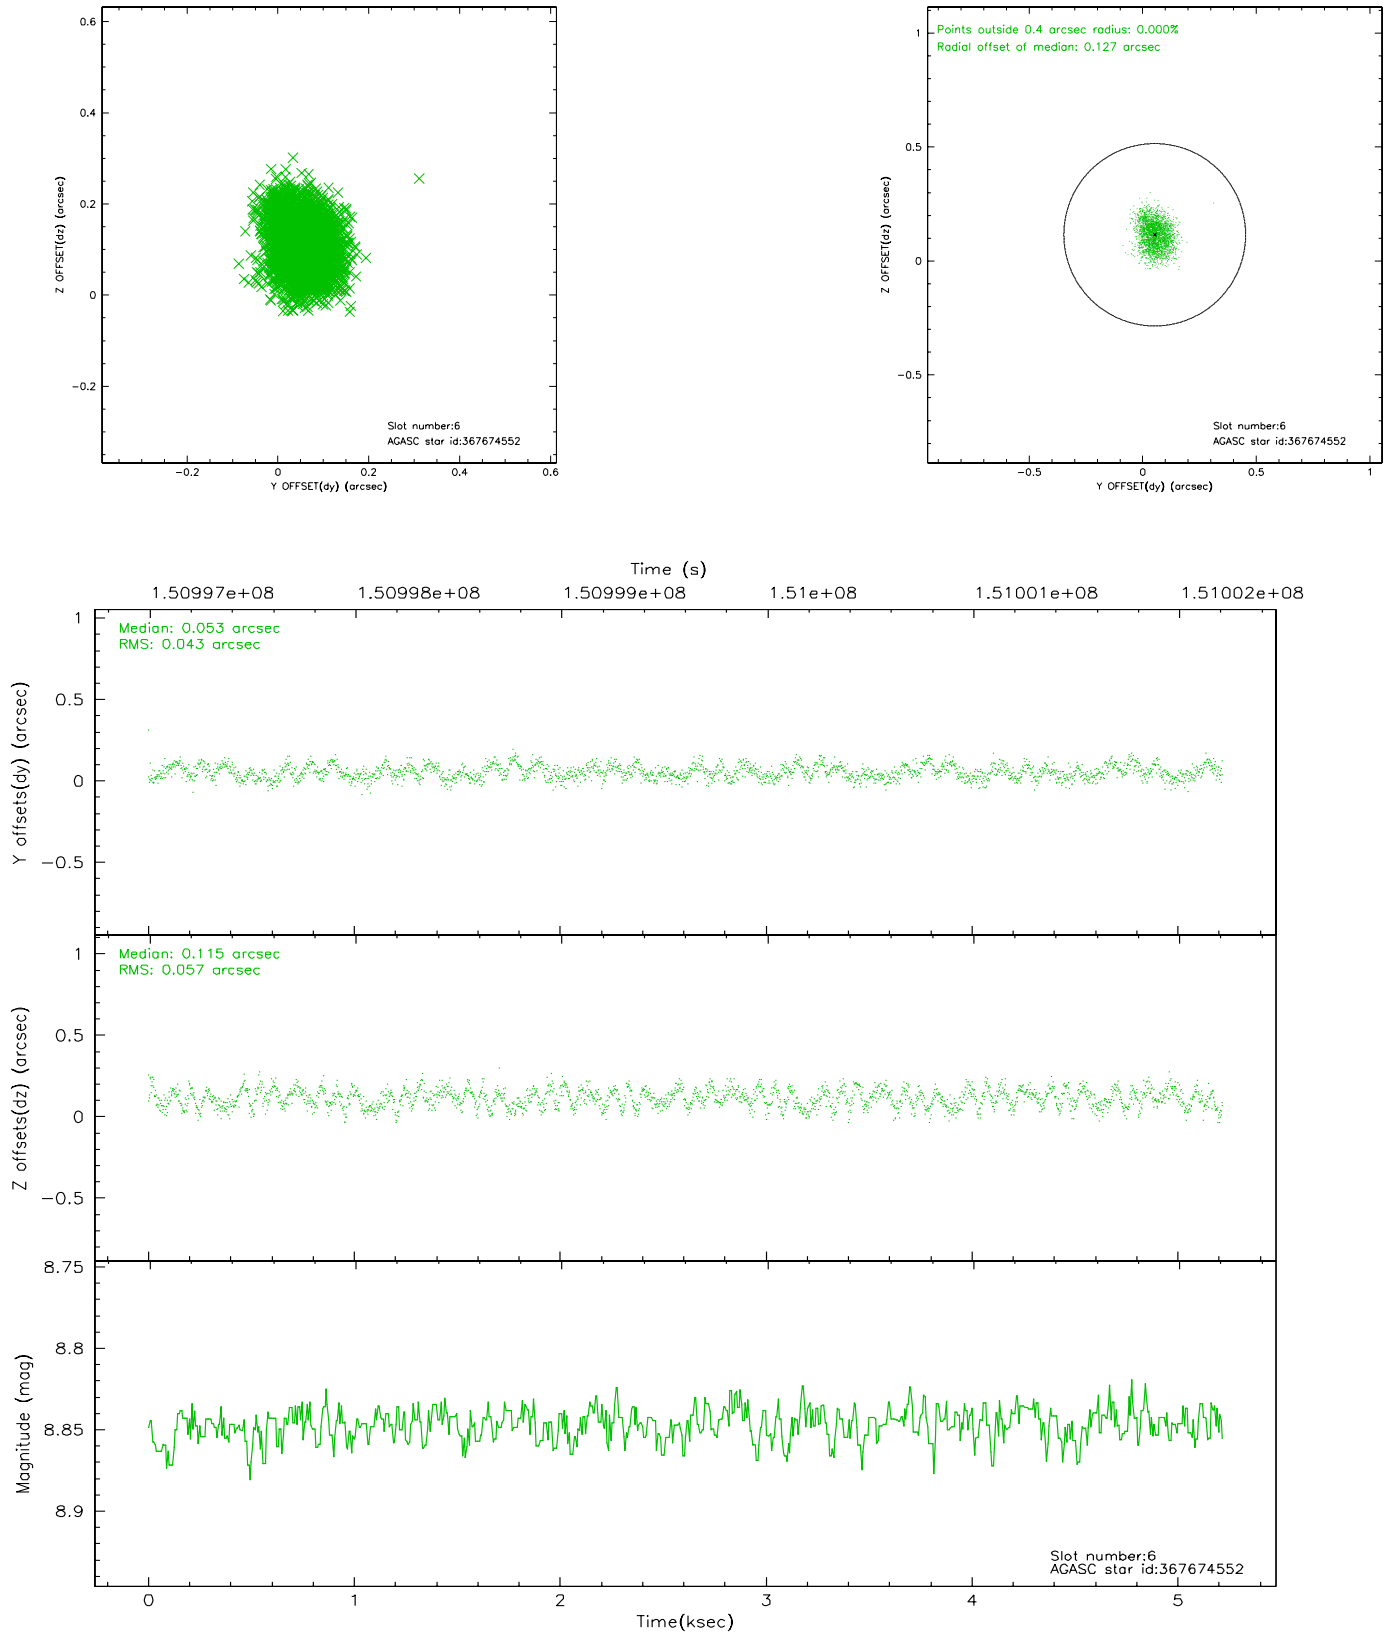 0.6
0.4
0.2
0
−0.2
Z OFFSET(dz) (arcsec)
Slot number:6
AGASC star id:367674552
−0.2 0 0.2 0.4 0.6
Y OFFSET(dy) (arcsec)
Points outside 0.4 arcsec radius: 0.000%
Radial offset of median: 0.127 arcsec
1
0.5
0
−0.5
Z OFFSET(dz) (arcsec)
Slot number:6
AGASC star id:367674552
−0.5 0 0.5 1
Y OFFSET(dy) (arcsec)
Time (s)
1.50997e+08 1.50998e+08 1.50999e+08 1.51e+08 1.51001e+08 1.51002e+08
Median: 0.053 arcsec
RMS: 0.043 arcsec
1
0.5
0
−0.5
Y offsets(dy) (arcsec)
Median: 0.115 arcsec
RMS: 0.057 arcsec
1
0.5
0
−0.5
Z offsets(dz) (arcsec)
8.75
8.8
8.85
8.9
Magnitude (mag)
Slot number:6
AGASC star id:367674552
0 1 2 3 4 5
Time(ksec)